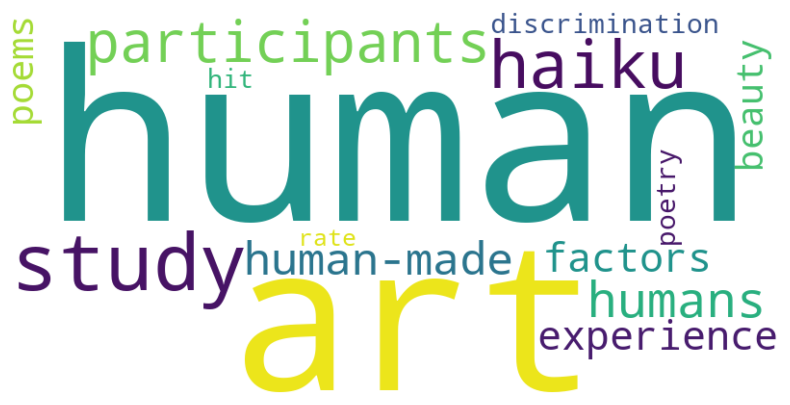 poems
participants
discrimination
hit
haiku
beauty
human
poetry
study
rate
human-made
factors
art
humans
experience